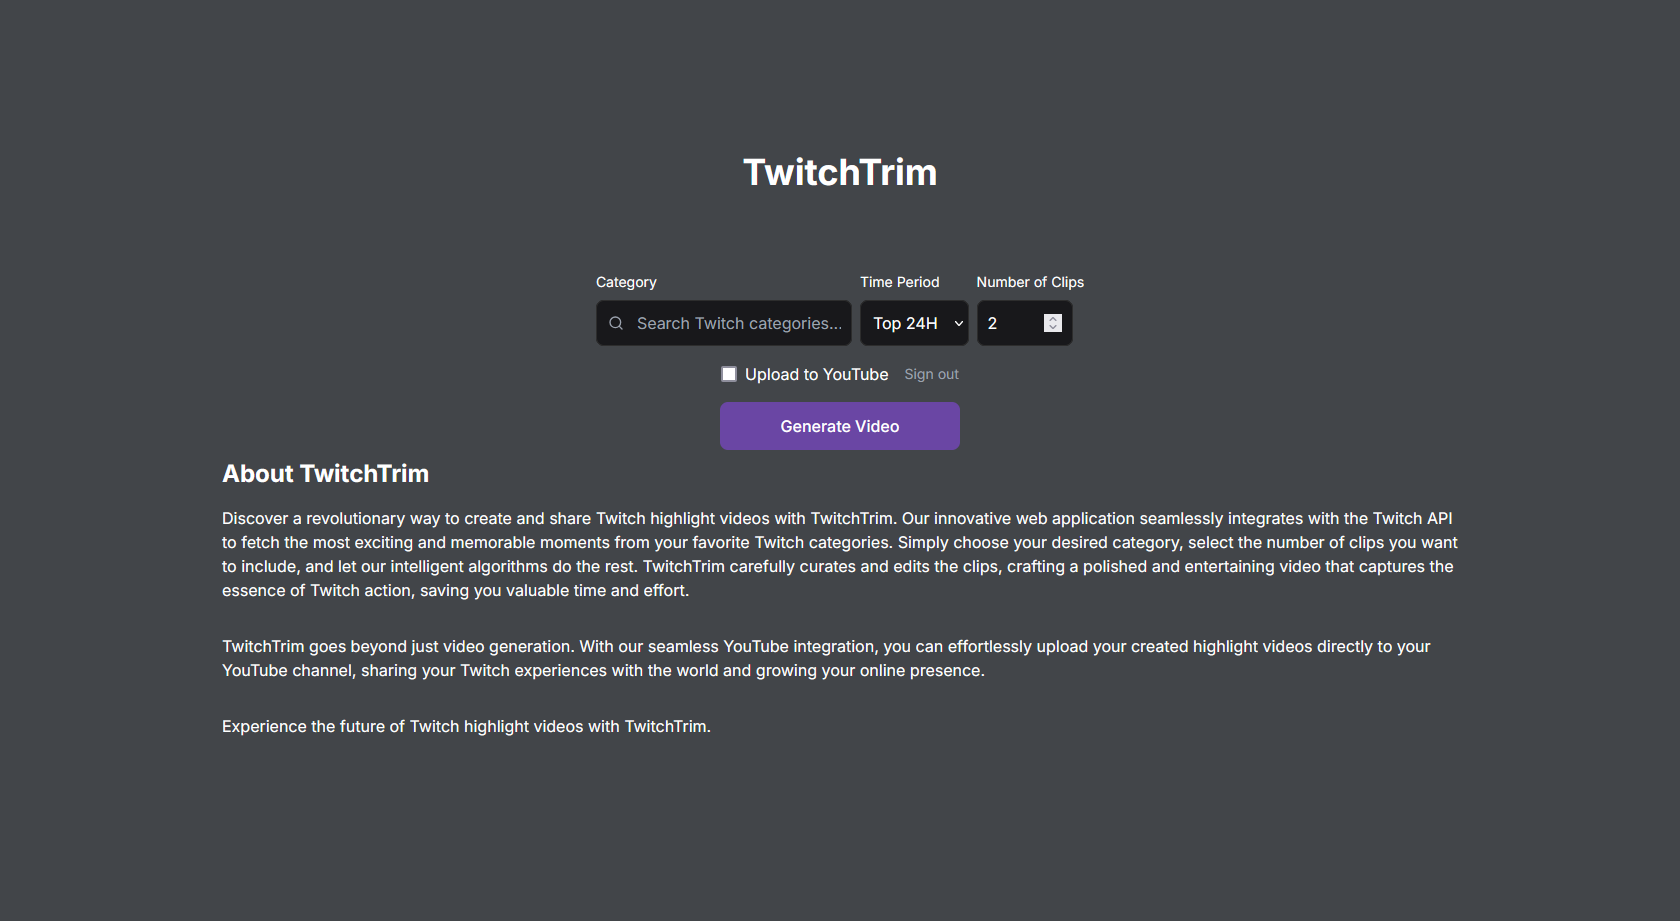 TwitchTrim
Category
Time Period
Number of Clips
Search Twitch categories...
Top 24H
2
Upload to YouTube
Sign out
Generate Video
About TwitchTrim
Discover a revolutionary way to create and share Twitch highlight videos with TwitchTrim. Our innovative web application seamlessly integrates with the Twitch API
to fetch the most exciting and memorable moments from your favorite Twitch categories. Simply choose your desired category, select the number of clips you want
to include, and let our intelligent algorithms do the rest. TwitchTrim carefully curates and edits the clips, crafting a polished and entertaining video that captures the
essence of Twitch action, saving you valuable time and effort.
TwitchTrim goes beyond just video generation. With our seamless YouTube integration, you can effortlessly upload your created highlight videos directly to your
YouTube channel, sharing your Twitch experiences with the world and growing your online presence.
Experience the future of Twitch highlight videos with TwitchTrim.